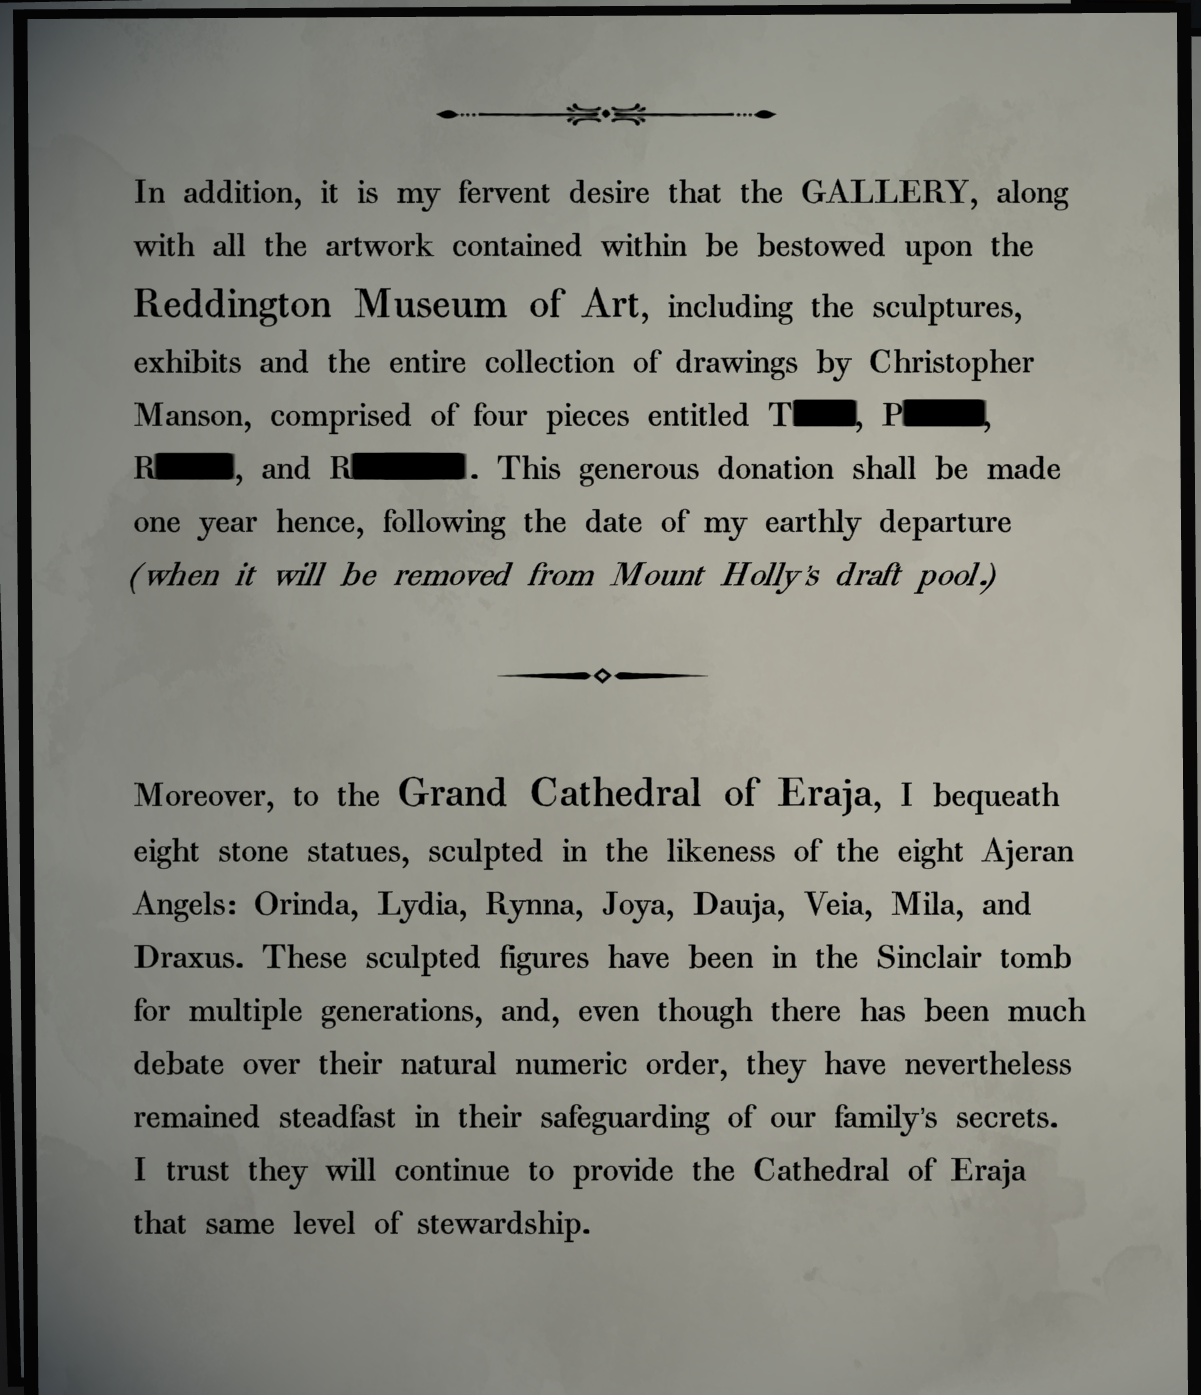 In addition, it is my fervent desire that the GALLERY, along
with all the artwork contained within be bestowed upon the
Reddington Museum of Art, including the sculptures,
exhibits and the entire collection of drawings by Christopher
Manson, comprised of four pieces entitled T, P,
R, and R. This generous donation shall be made
one year hence, following the date of my earthly departure
(when it will be removed from Mount Holly's draft pool.)
Moreover, to the Grand Cathedral of Eraja, I bequeath
eight stone statues, sculpted in the likeness of the eight Ajeran
Angels: Orinda, Lydia, Rynna, Joya, Dauja, Veia, Mila, and
Draxus. These sculpted figures have been in the Sinclair tomb
for multiple generations, and, even though there has been much
debate over their natural numeric order, they have nevertheless
remained steadfast in their safeguarding of our family's secrets.
I trust they will continue to provide the Cathedral of Eraja
that same level of stewardship.